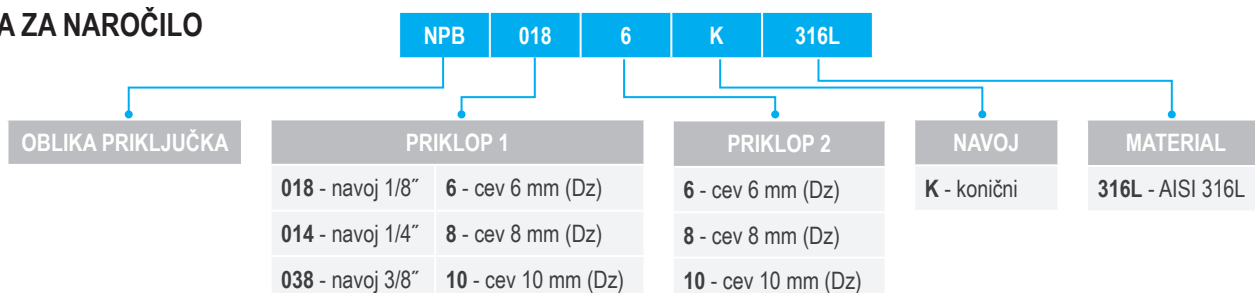 A ZA NAROČILO
NPB 018 6 K 316L
OBLIKA PRIKLJUČKA PRIKLOP 1 PRIKLOP 2 NAVOJ MATERIAL
018 - navoj 1/8˝ 6 - cev 6 mm (Dz) 6 - cev 6 mm (Dz) K - konični 316L - AISI 316L
014 - navoj 1/4˝ 8 - cev 8 mm (Dz) 8 - cev 8 mm (Dz)
038 - navoj 3/8˝ 10 - cev 10 mm (Dz) 10 - cev 10 mm (Dz)